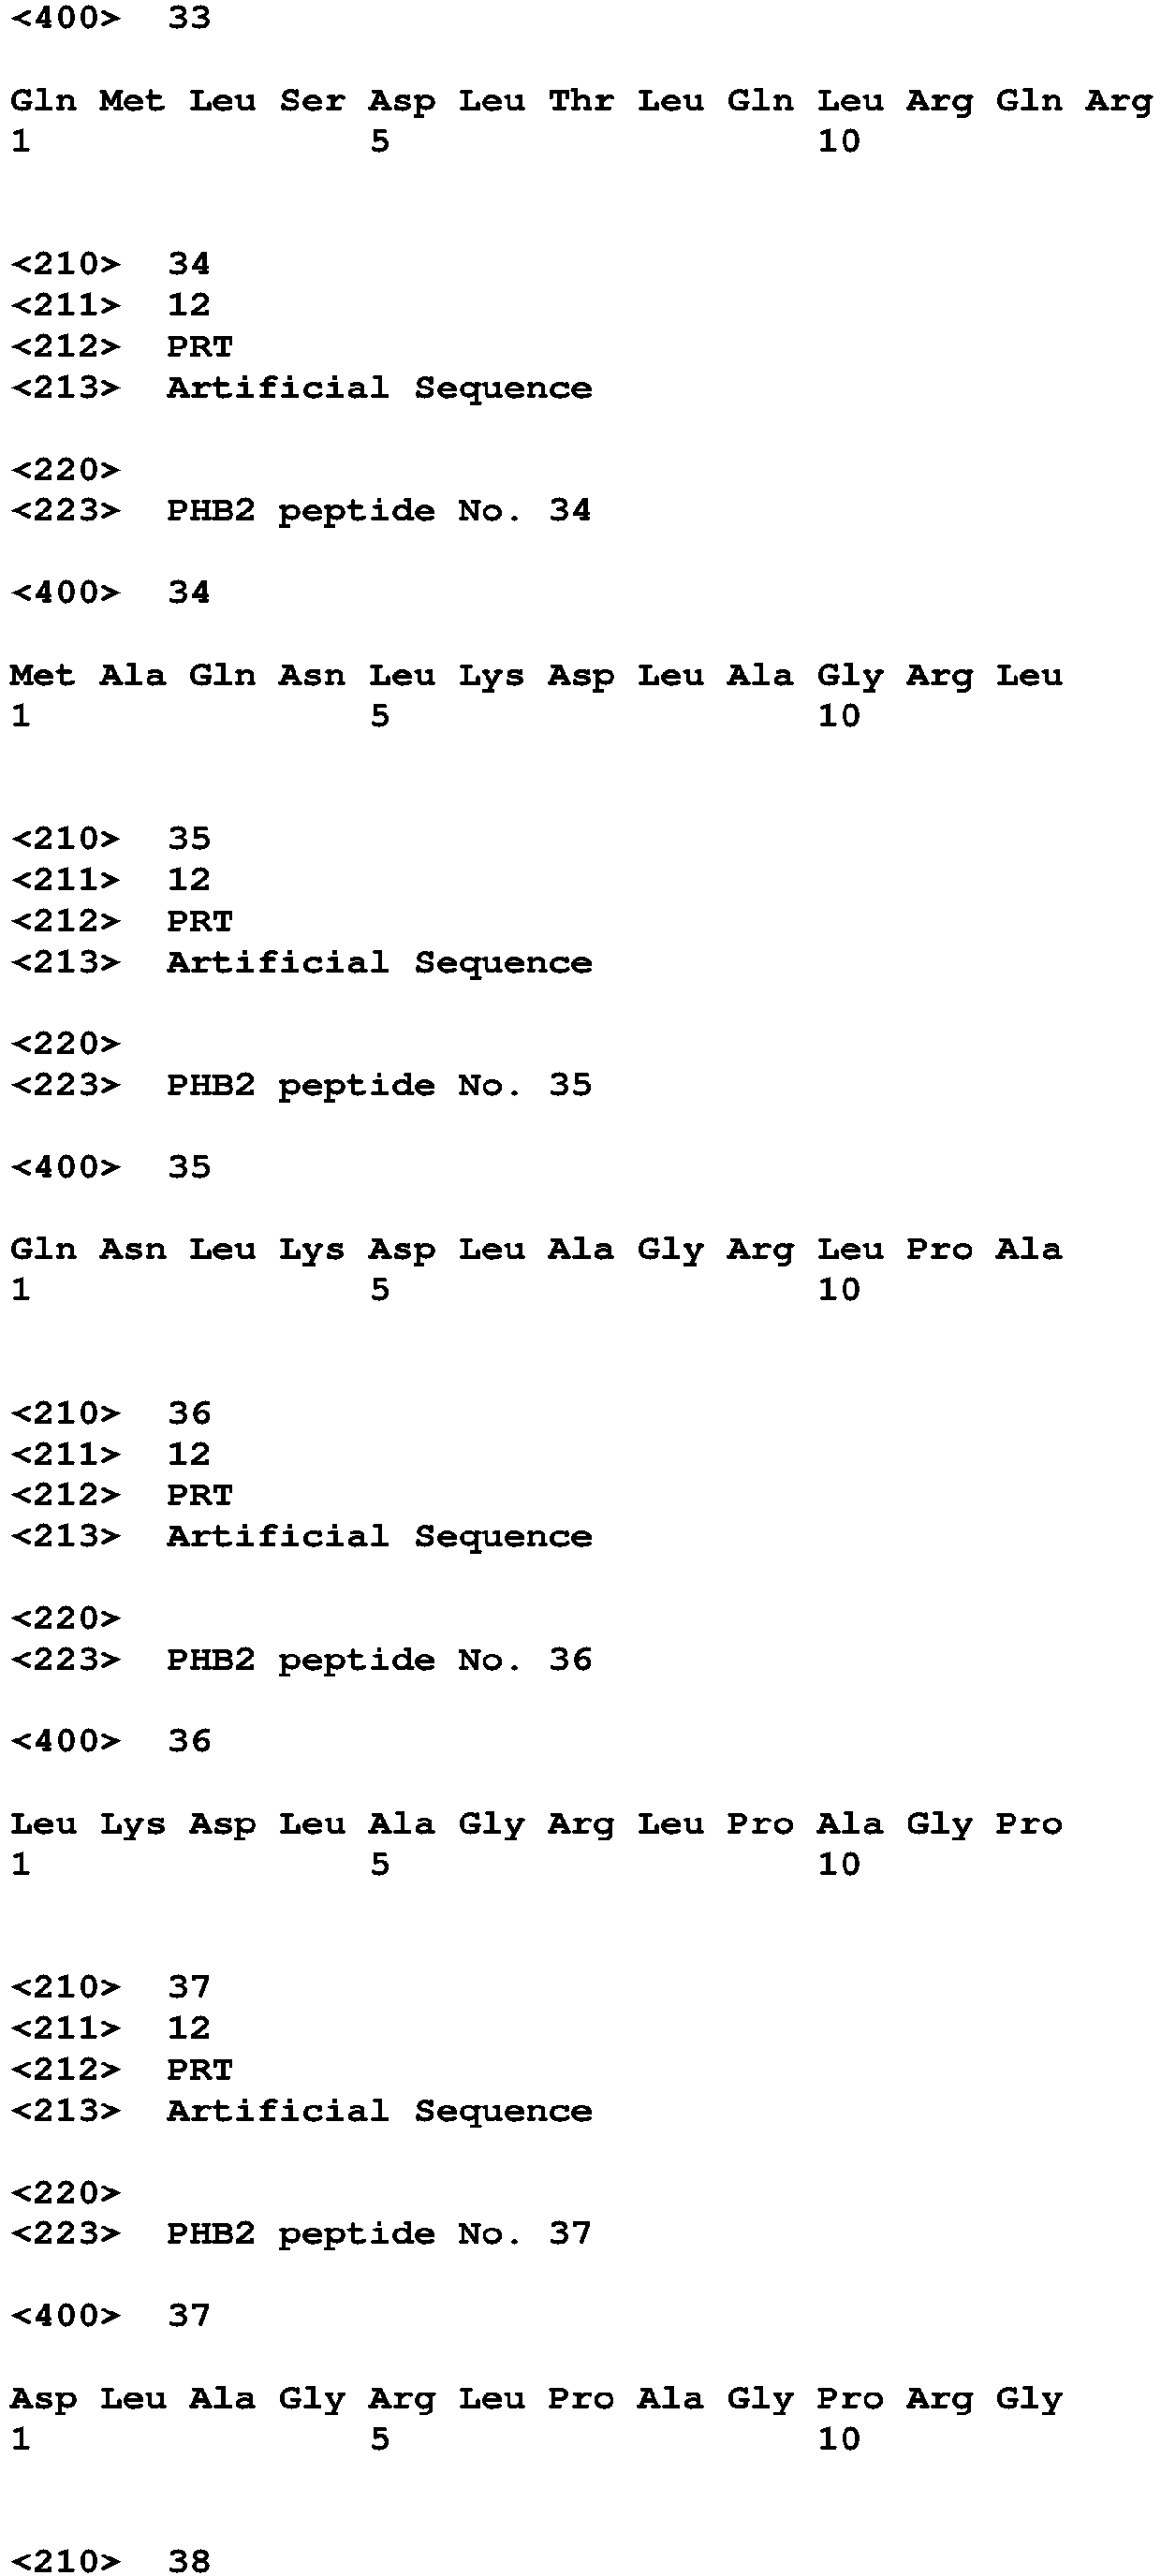 <400> 33
Gln Met Leu Ser Asp Leu Thr Leu Gln Leu Arg Gln Arg
1 5 10
<210> 34
<211> 12
<212> PRT
<213> Artificial Sequence
<220>
<223> PHB2 peptide No. 34
<400> 34
Met Ala Gln Asn Leu Lys Asp Leu Ala Gly Arg Leu
1 5 10
<210> 35
<211> 12
<212> PRT
<213> Artificial Sequence
<220>
<223> PHB2 peptide No. 35
<400> 35
Gln Asn Leu Lys Asp Leu Ala Gly Arg Leu Pro Ala
1 5 10
<210> 36
<211> 12
<212> PRT
<213> Artificial Sequence
<220>
<223> PHB2 peptide No. 36
<400> 36
Leu Lys Asp Leu Ala Gly Arg Leu Pro Ala Gly Pro
1 5 10
<210> 37
<211> 12
<212> PRT
<213> Artificial Sequence
<220>
<223> PHB2 peptide No. 37
<400> 37
Asp Leu Ala Gly Arg Leu Pro Ala Gly Pro Arg Gly
1 5 10
<210> 38